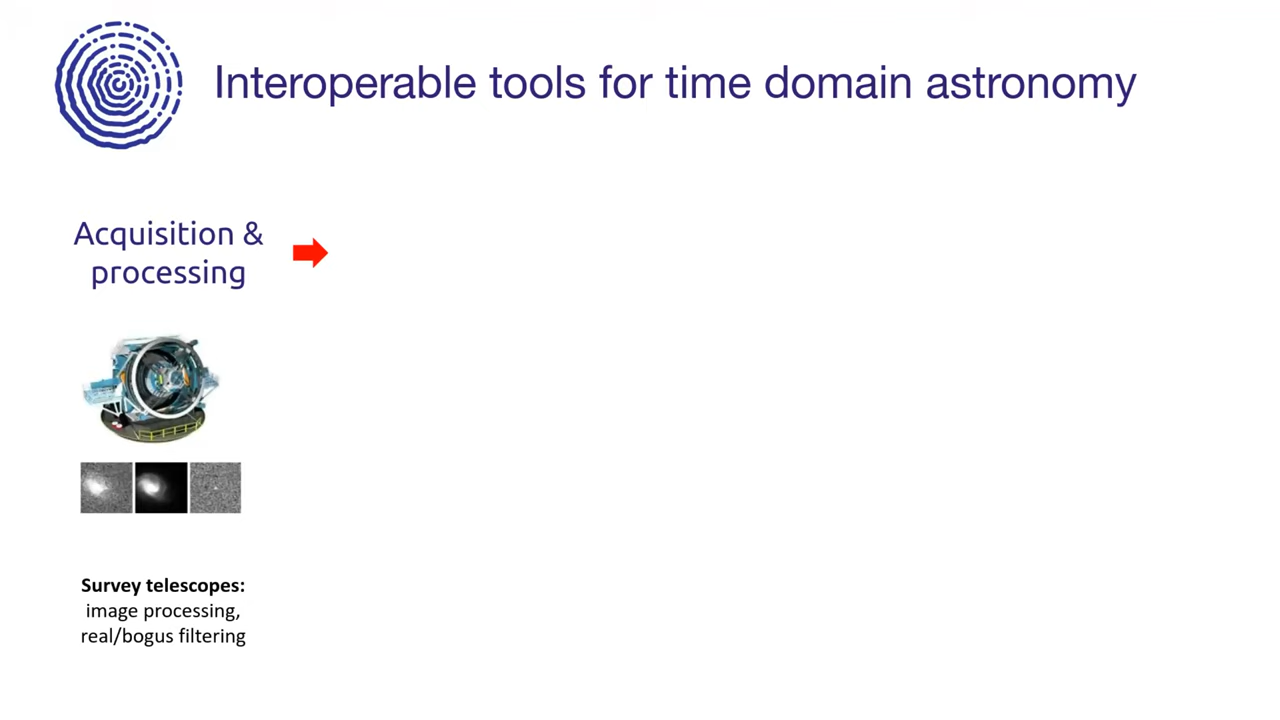 Interoperable tools for time domain astronomy
Acquisition &
processing
Survey telescopes:
image processing,
real/bogus filtering